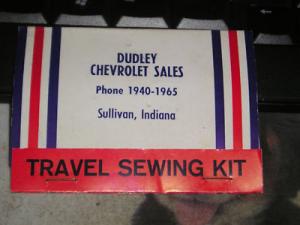 DUDLEY
CHEVROLET SALES
Phone 1940-1965
Sullivan, Indiana
TRAVEL SEWING KIT